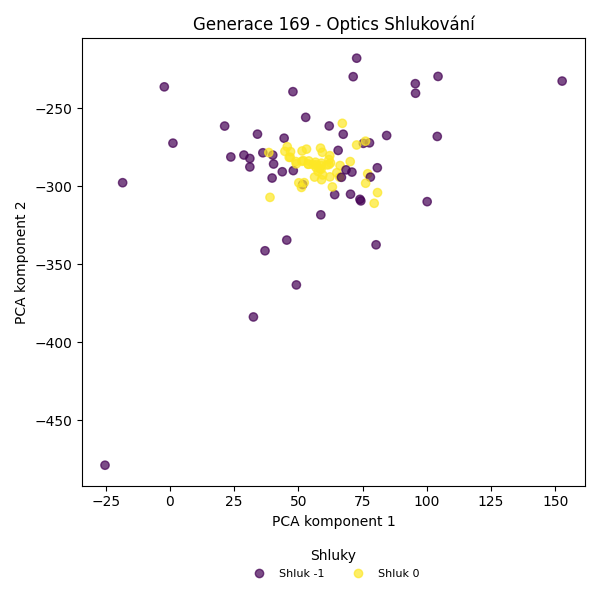 Generace 169 - Optics Shlukování
PCA komponent 2
−250
−300
−350
−400
−450
−25 0 25 50 75 100 125 150
PCA komponent 1
Shluky
Shluk -1 Shluk 0